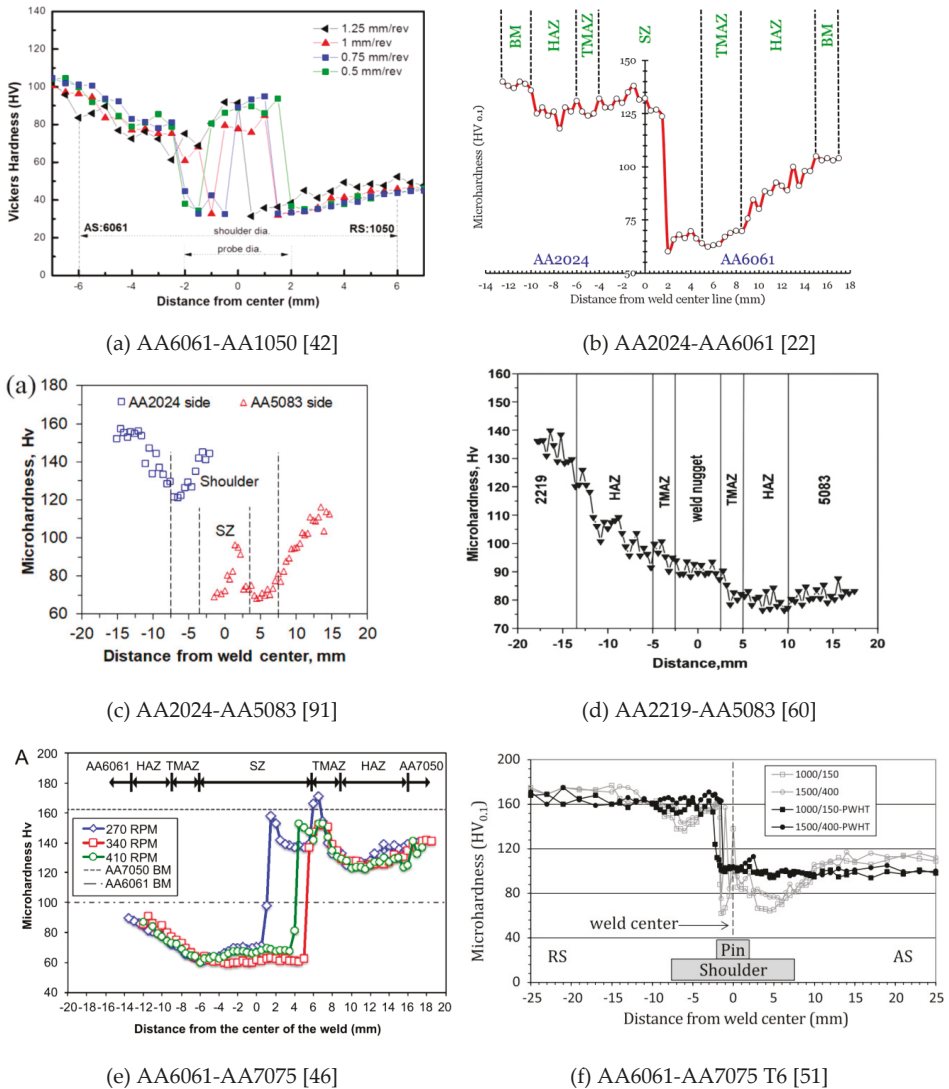 140
120
100
80
60
40
20
0
Vickers Hardness (HV)
1.25 mm/rev
1 mm/rev
0.75 mm/rev
0.5 mm/rev
AS:6061
shoulder dia.
RS:1050
probe dia.
-6 -4 -2 0 2 4 6
Distance from center (mm)
(a) AA6061-AA1050 [42]
BM
HAZ
TMAZ
SZ
TMAZ
HAZ
BM
150
125
100
75
50
Microhardness (HV 0.1)
AA2024
AA6061
-14 -12 -10 -8 -6 -4 -2 0 2 4 6 8 10 12 14 16 18
Distance from weld center line (mm)
(b) AA2024-AA6061 [22]
(a)
180
160
140
120
100
80
60
Microhardness, Hv
AA2024 side
AA5083 side
Shoulder
SZ
-20 -15 -10 -5 0 5 10 15 20
Distance from weld center, mm
(c) AA2024-AA5083 [91]
160
150
140
130
120
110
100
90
80
70
Microhardness, Hv
2219
HAZ
TMAZ
weld nugget
TMAZ
HAZ
5083
-20 -15 -10 -5 0 5 10 15 20
Distance,mm
(d) AA2219-AA5083 [60]
A
200
180
160
140
120
100
80
60
40
Microhardness Hv
AA6061 HAZ TMAZ SZ TMAZ HAZ AA7050
270 RPM
340 RPM
410 RPM
AA7050 BM
AA6061 BM
-20 -18 -16 -14 -12 -10 -8 -6 -4 -2 0 2 4 6 8 10 12 14 16 18 20
Distance from the center of the weld (mm)
(e) AA6061-AA7075 [46]
200
160
120
80
40
0
Microhardness (HV0.1)
1000/150
1500/400
1000/150-PWHT
1500/400-PWHT
weld center
RS
Pin
AS
Shoulder
-25 -20 -15 -10 -5 0 5 10 15 20 25
Distance from weld center (mm)
(f) AA6061-AA7075 T6 [51]